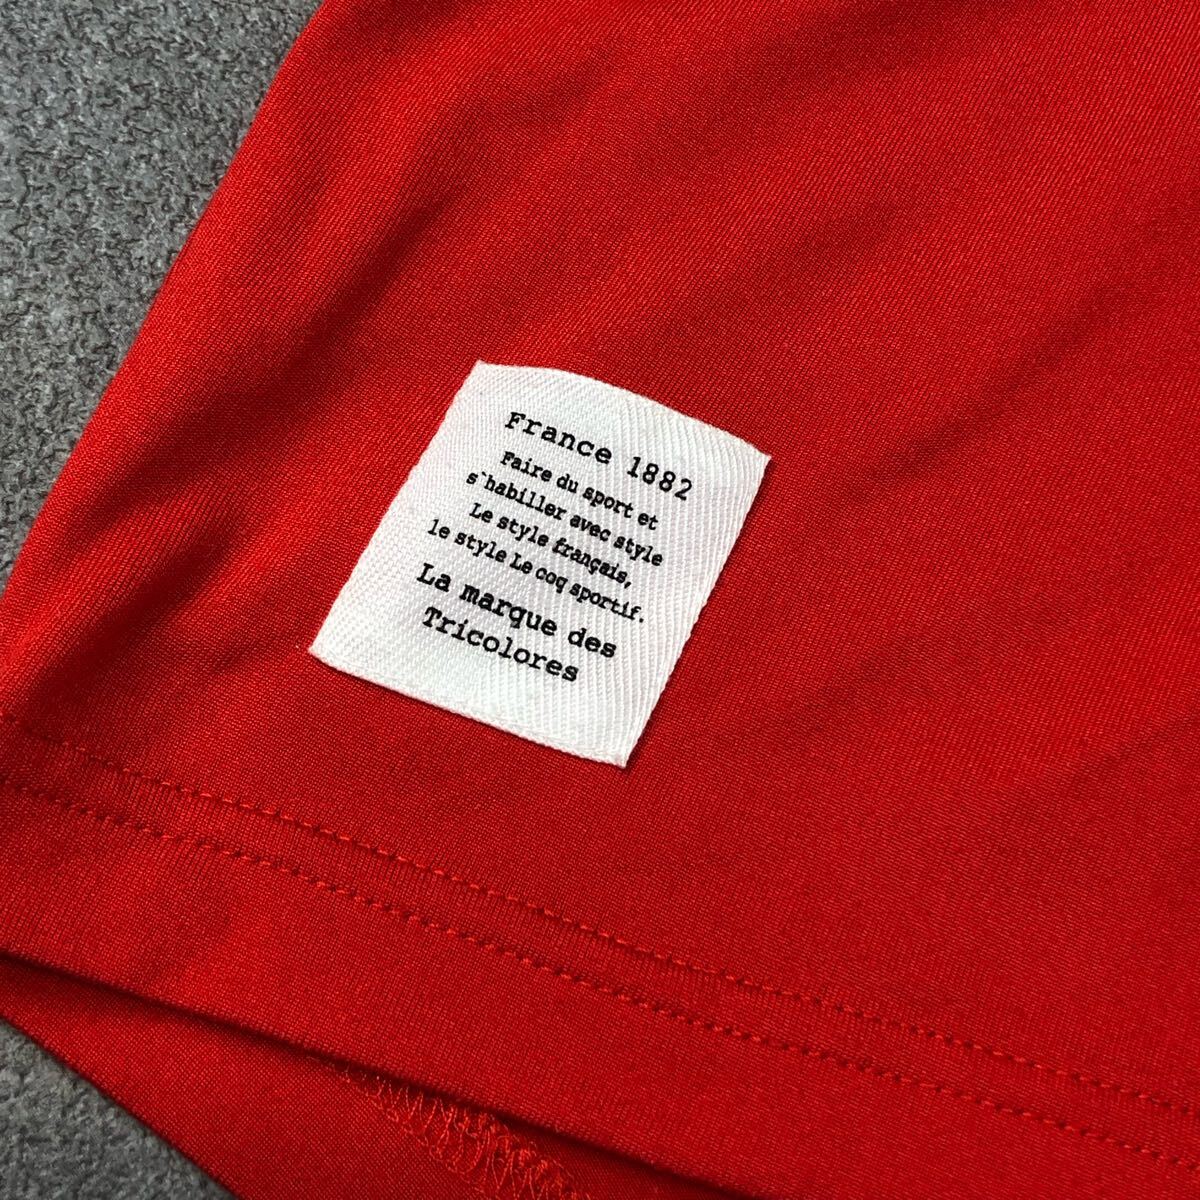 France 1882
Faire du sport et
s`habiller avec style
Le style français,
le style Le coq sportif.
La marque des
Tricolores